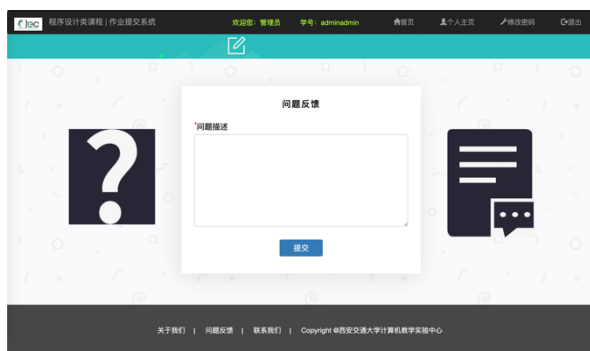 Ctec 程序设计类课程 | 作业提交系统 欢迎您：管理员 学号：adminadmin 首页 个人主页 修改密码 退出
问题反馈
*问题描述
提交
关于我们 | 问题反馈 | 联系我们 | Copyright @西安交通大学计算机教学实验中心